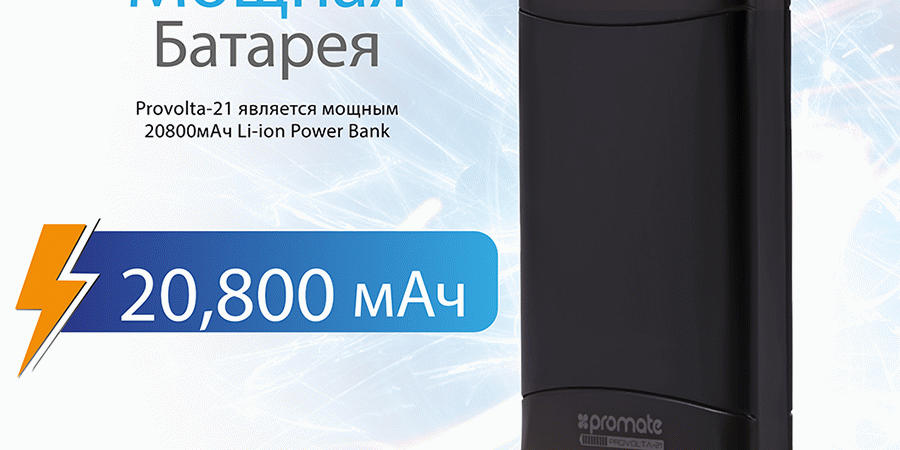 Мощная
Батарея
Provolta-21 является мощным
20800мАч Li-ion Power Bank
20,800 мАч
promate
PROVOLTA-21